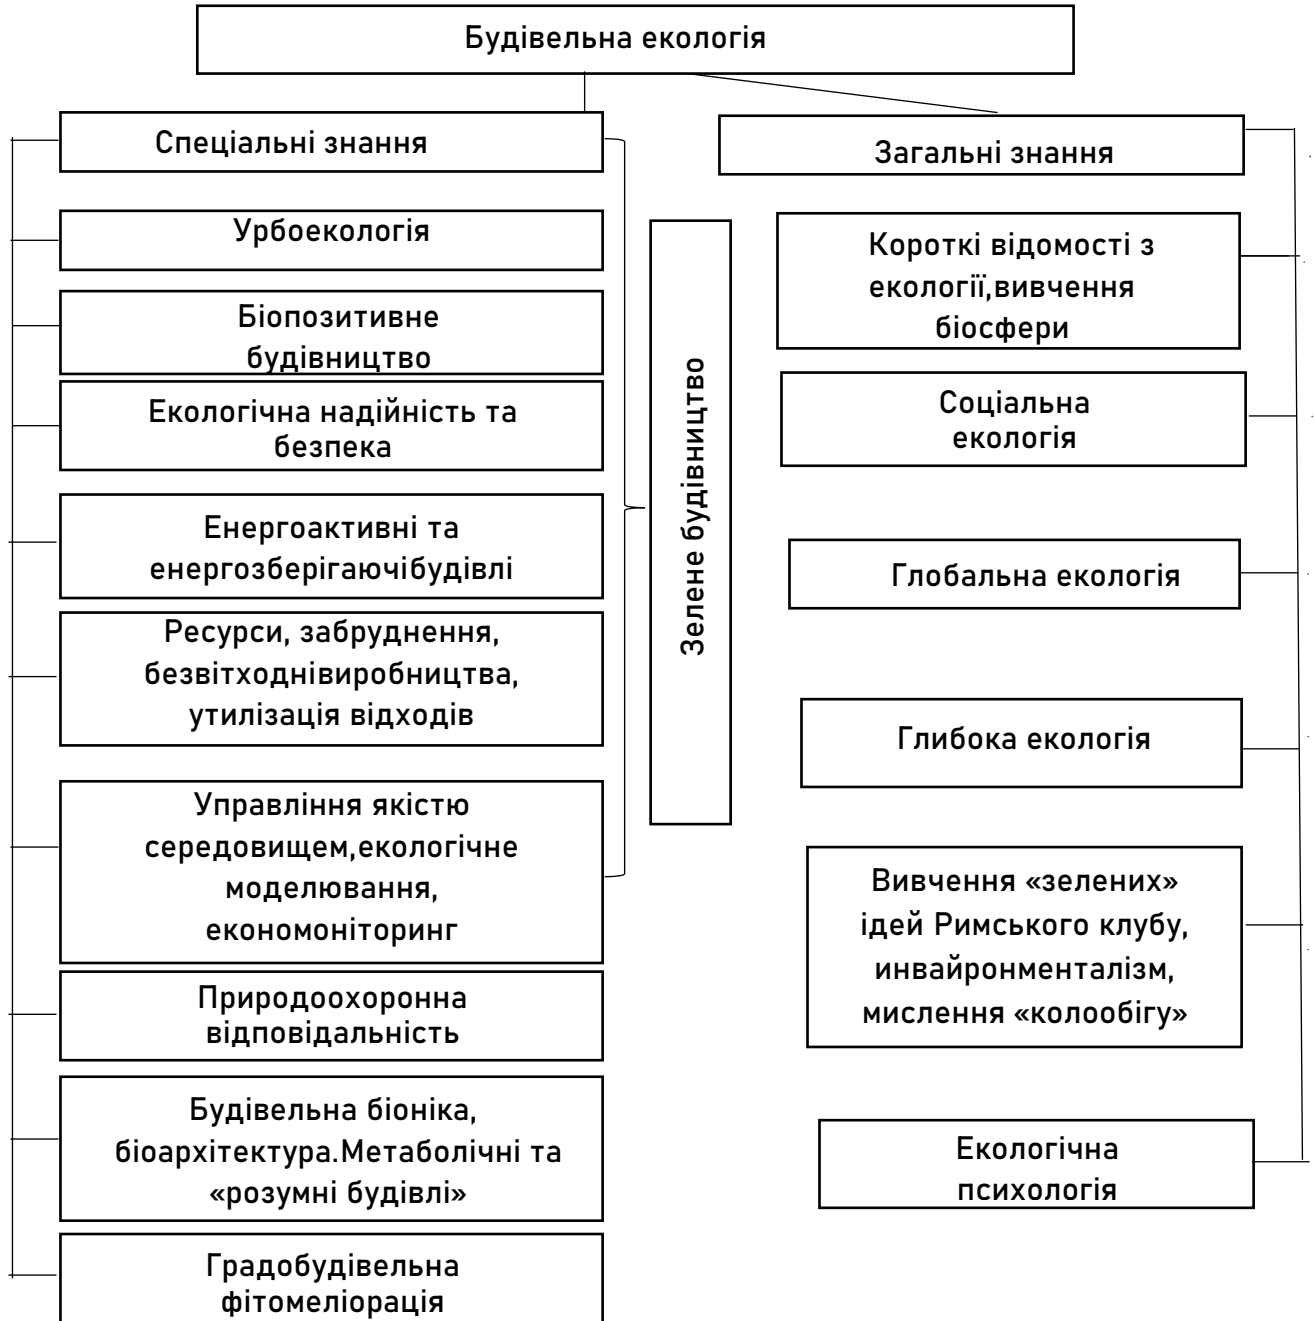 Будівельна екологія
Спеціальні знання
Урбоекологія
Біопозитивне
будівництво
Екологічна надійність та
безпека
Енергоактивні та
енергозберігаючібудівлі
Ресурси, забруднення,
безвітходнівиробництва,
утилізація відходів
Управління якістю
середовищем,екологічне
моделювання,
економоніторинг
Природоохоронна
відповідальність
Будівельна біоніка,
біоархітектура.Метаболічні та
«розумні будівлі»
Градобудівельна
фітомеліорація
Зелене будівництво
Загальні знання
Короткі відомості з
екології,вивчення
біосфери
Соціальна
екологія
Глобальна екологія
Глибока екологія
Вивчення «зелених»
ідей Римського клубу,
инвайронменталізм,
мислення «колообігу»
Екологічна
психологія